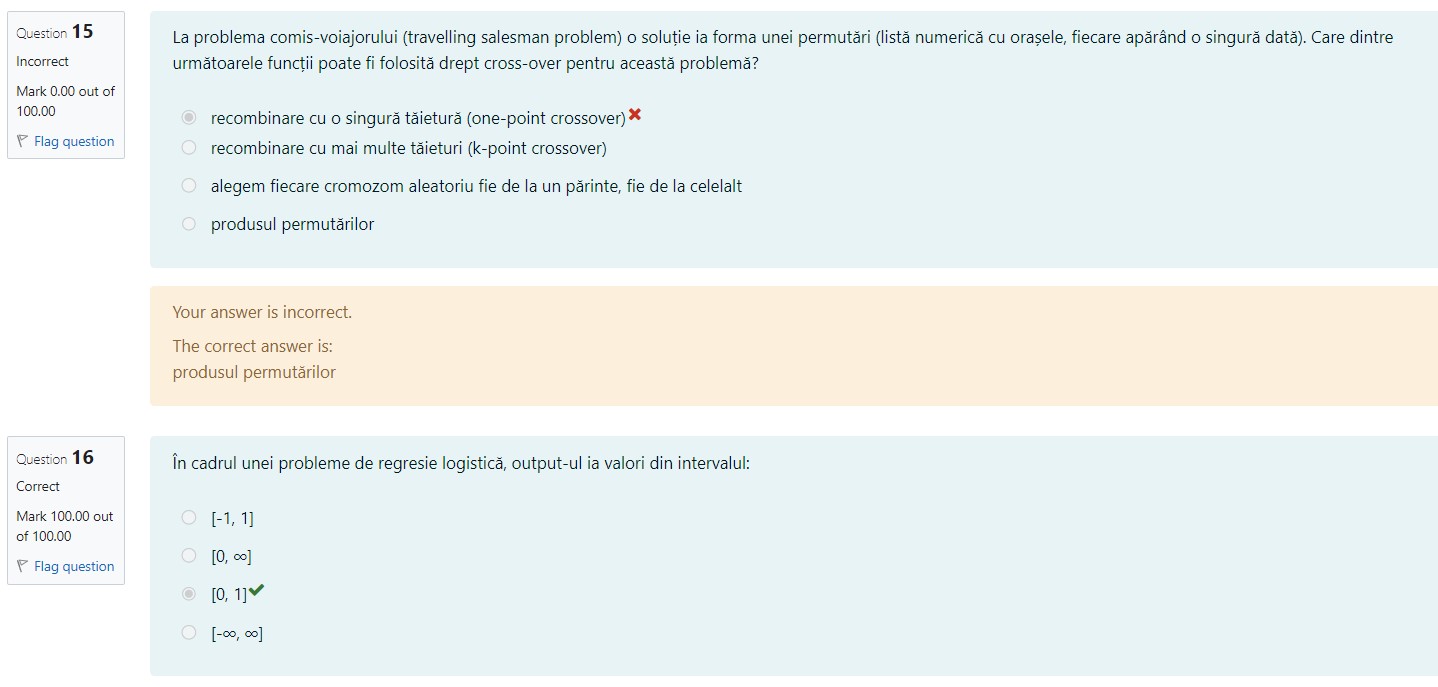 Question 15
Incorrect
Mark 0.00 out of
100.00
Flag question
La problema comis-voiajorului (travelling salesman problem) o soluție ia forma unei permutări (listă numerică cu orașele, fiecare apărând o singură dată). Care dintre
următoarele funcții poate fi folosită drept cross-over pentru această problemă?
recombinare cu o singură tăietură (one-point crossover)
recombinare cu mai multe tăieturi (k-point crossover)
alegem fiecare cromozom aleatoriu fie de la un părinte, fie de la celelalt
produsul permutărilor
Your answer is incorrect.
The correct answer is:
produsul permutărilor
Question 16
Correct
Mark 100.00 out
of 100.00
Flag question
În cadrul unei probleme de regresie logistică, output-ul ia valori din intervalul:
[-1, 1]
[0, ∞]
[0, 1]
[-∞, ∞]